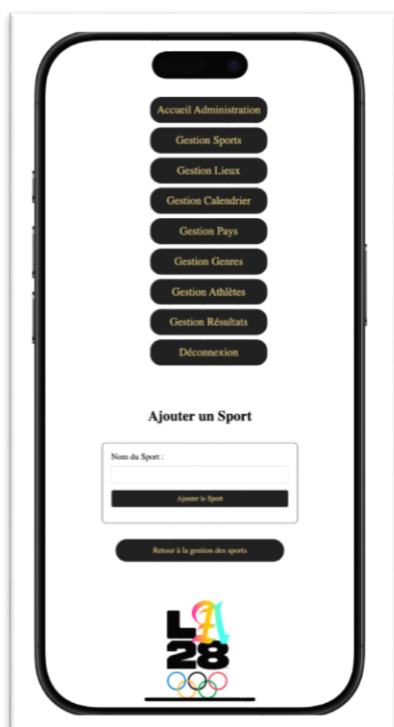 Accueil Administration
Gestion Sports
Gestion Lieux
Gestion Calendrier
Gestion Pays
Gestion Genres
Gestion Athlètes
Gestion Résultats
Déconnexion
Ajouter un Sport
Nom du Sport :
Ajouter le Sport
Retour à la gestion des sports
LA
28